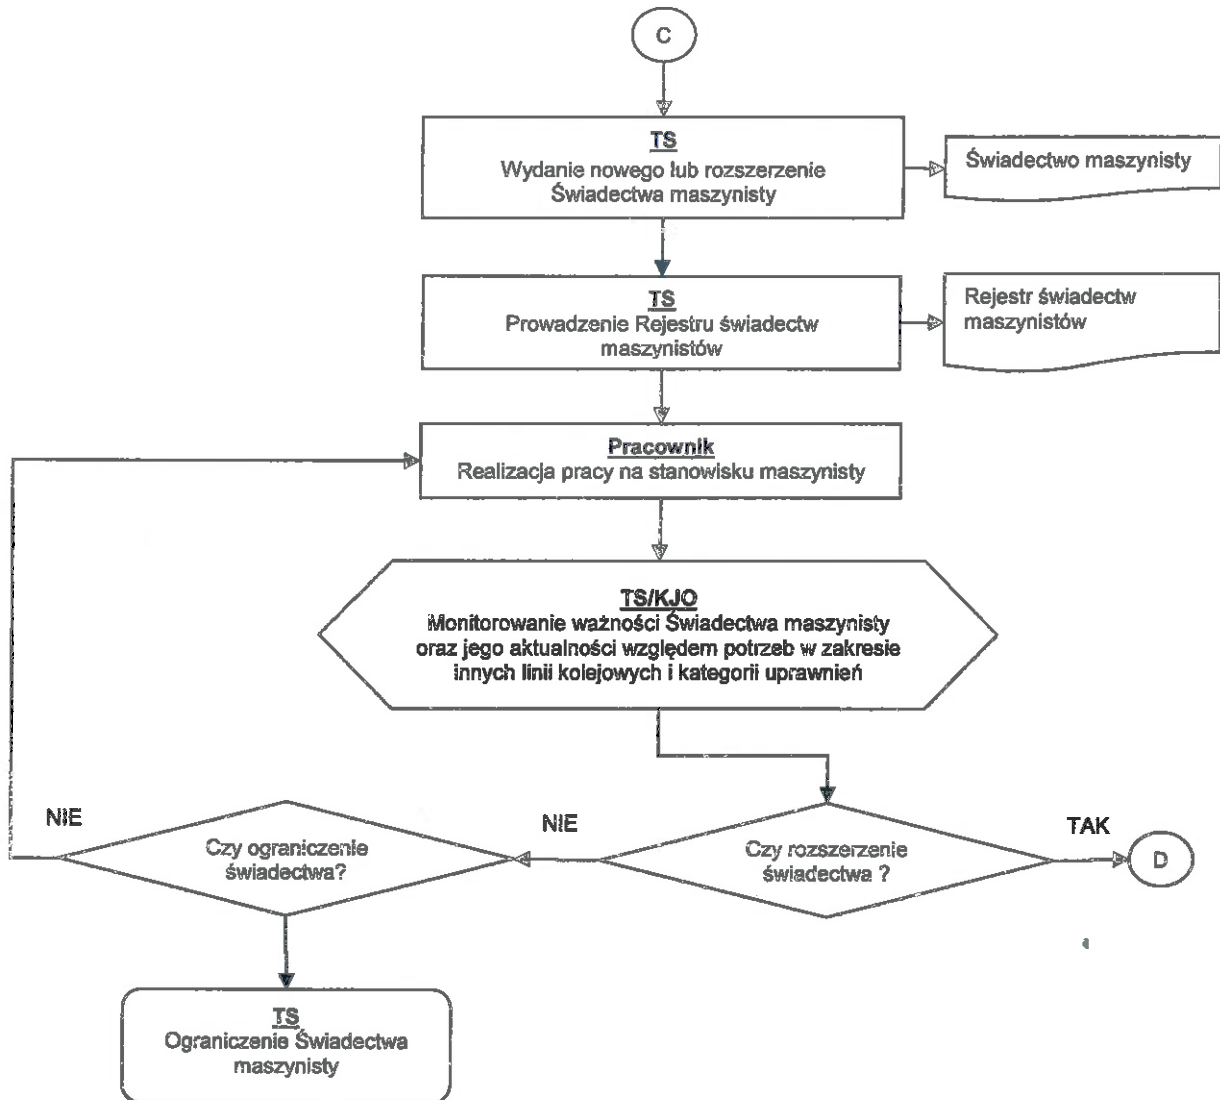 C
TS
Wydanie nowego lub rozszerzenie
Świadectwa maszynisty
Świadectwo maszynisty
TS
Prowadzenie Rejestru świadectw
maszynistów
Rejestr świadectw
maszynistów
Pracownik
Realizacja pracy na stanowisku maszynisty
TS/KJO
Monitorowanie ważności Świadectwa maszynisty
oraz jego aktualności względem potrzeb w zakresie
innych linii kolejowych i kategorii uprawnień
NIE
Czy ograniczenie
świadectwa?
NIE
Czy rozszerzenie
świadectwa ?
TAK
D
TS
Ograniczenie Świadectwa
maszynisty